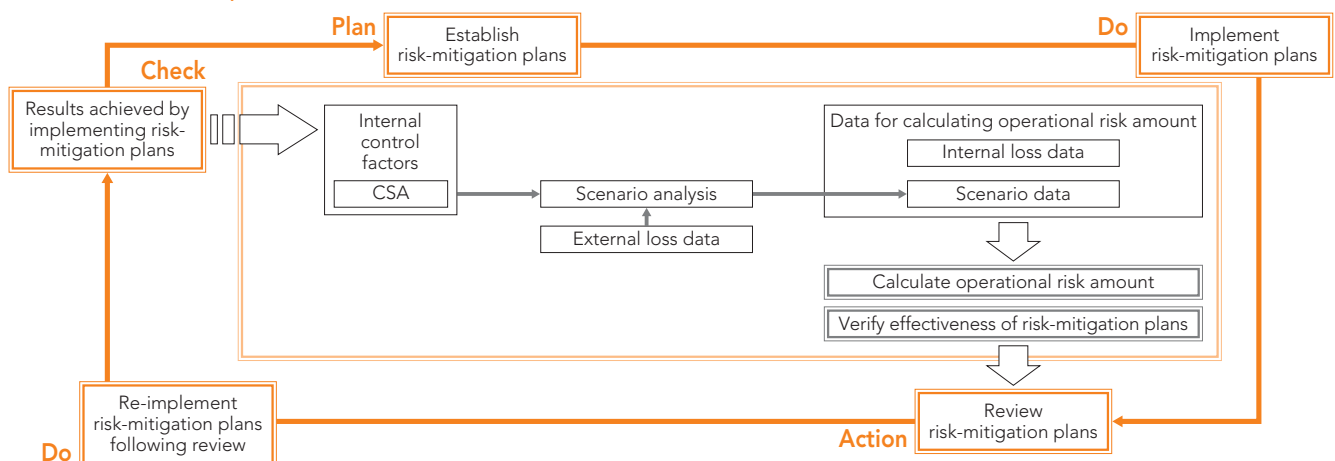 Plan
Establish
risk-mitigation plans
Do
Implement
risk-mitigation plans
Check
Results achieved by
implementing risk-
mitigation plans
Internal
control
factors
CSA
Scenario analysis
External loss data
Data for calculating operational risk amount
Internal loss data
Scenario data
Calculate operational risk amount
Verify effectiveness of risk-mitigation plans
Re-implement
risk-mitigation plans
following review
Do
Action
Review
risk-mitigation plans